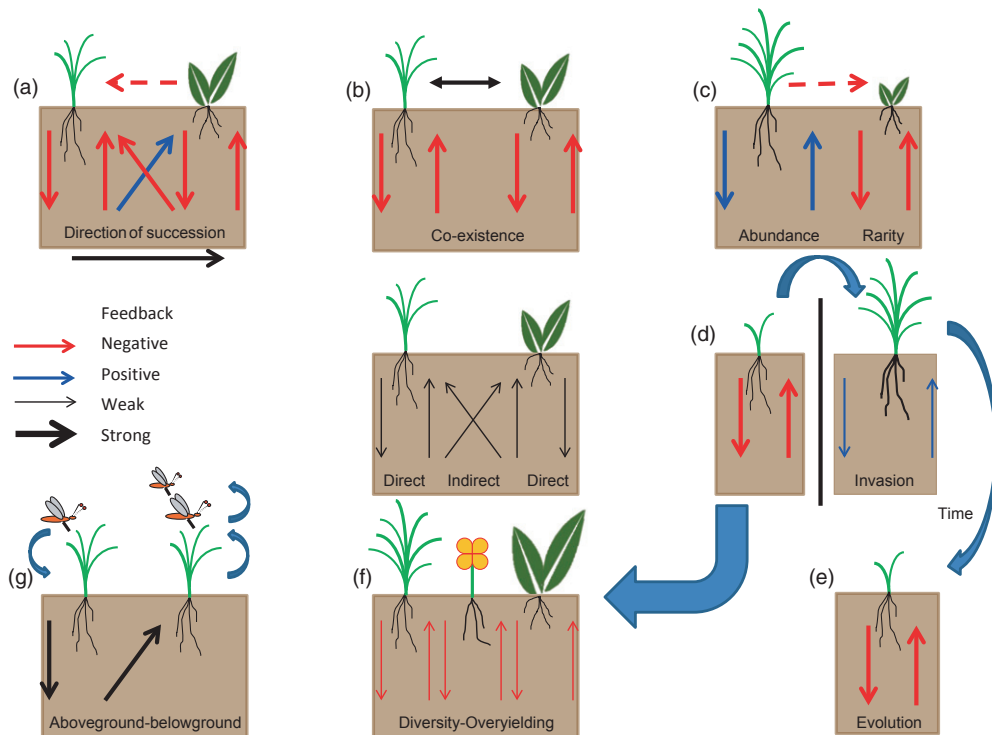 (a)
Direction of succession
(b)
Co-existence
(c)
Abundance Rarity
Feedback
Negative
Positive
Weak
Strong
Direct Indirect Direct
(d)
Invasion
Time
(g)
Aboveground-belowground
(f)
Diversity-Overyielding
(e)
Evolution